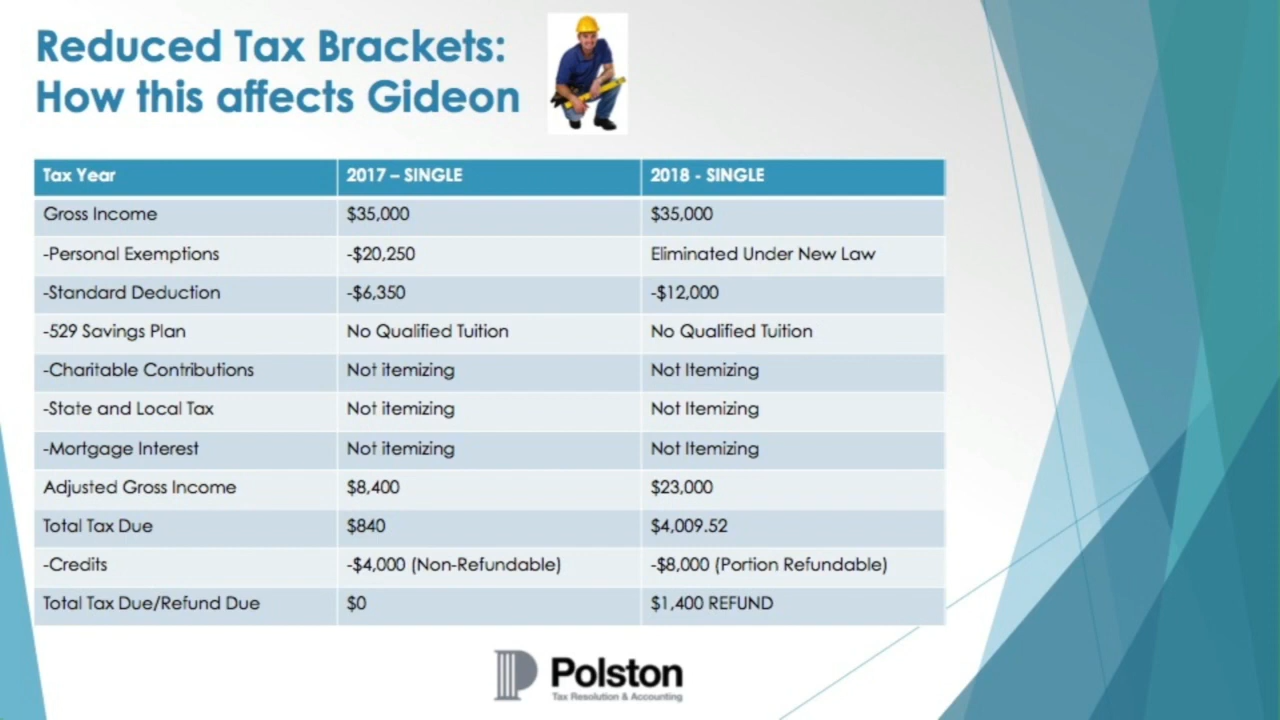 Reduced Tax Brackets:
How this affects Gideon
Tax Year 2017 – SINGLE 2018 - SINGLE
Gross Income $35,000 $35,000
-Personal Exemptions -$20,250 Eliminated Under New Law
-Standard Deduction -$6,350 -$12,000
-529 Savings Plan No Qualified Tuition No Qualified Tuition
-Charitable Contributions Not itemizing Not Itemizing
-State and Local Tax Not itemizing Not Itemizing
-Mortgage Interest Not itemizing Not Itemizing
Adjusted Gross Income $8,400 $23,000
Total Tax Due $840 $4,009.52
-Credits -$4,000 (Non-Refundable) -$8,000 (Portion Refundable)
Total Tax Due/Refund Due $0 $1,400 REFUND
Polston
Tax Resolution & Accounting